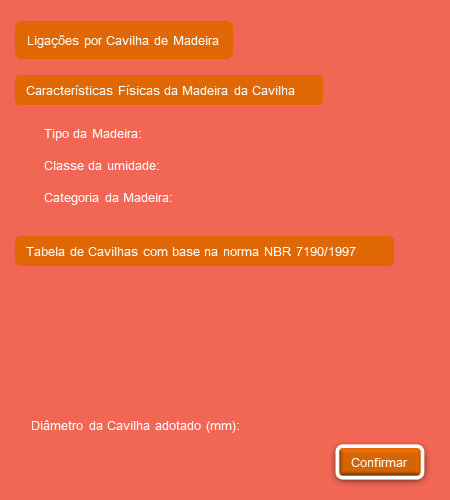 Ligações por Cavilha de Madeira
Características Físicas da Madeira da Cavilha
Tipo da Madeira:
Classe da umidade:
Categoria da Madeira:
Tabela de Cavilhas com base na norma NBR 7190/1997
Diâmetro da Cavilha adotado (mm):
Confirmar